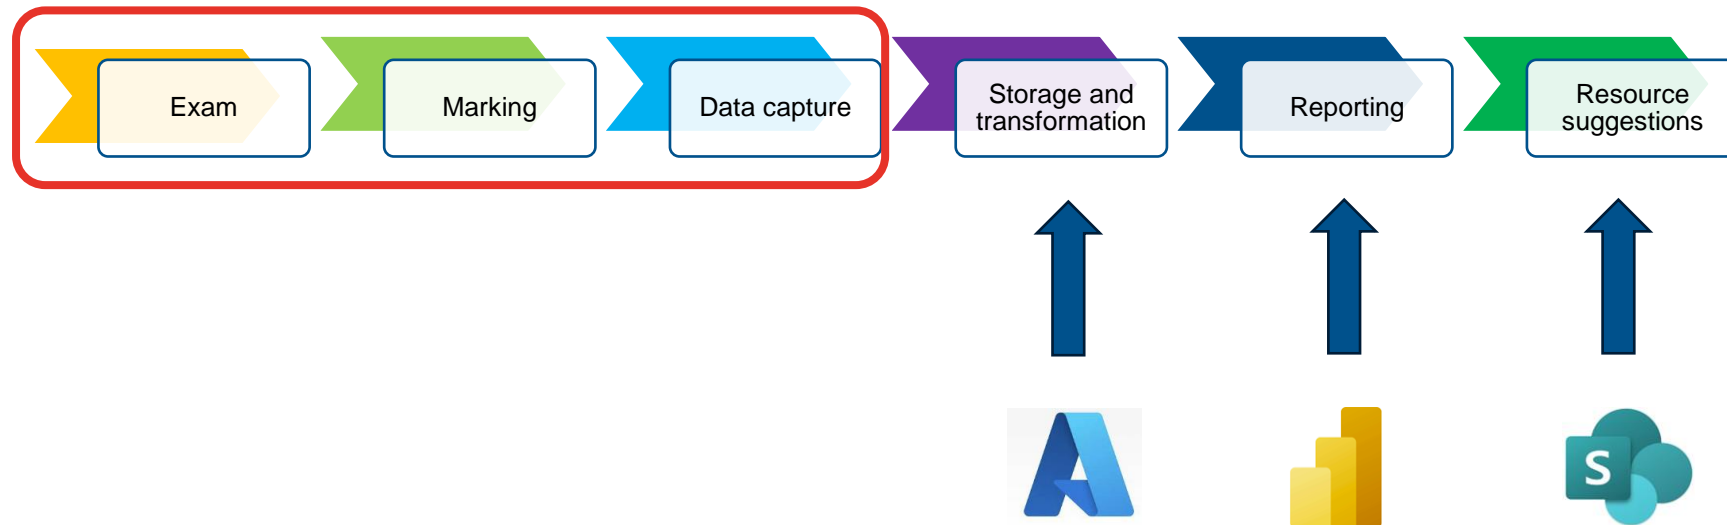 Exam
Marking
Data capture
Storage and
transformation
Reporting
Resource
suggestions
S